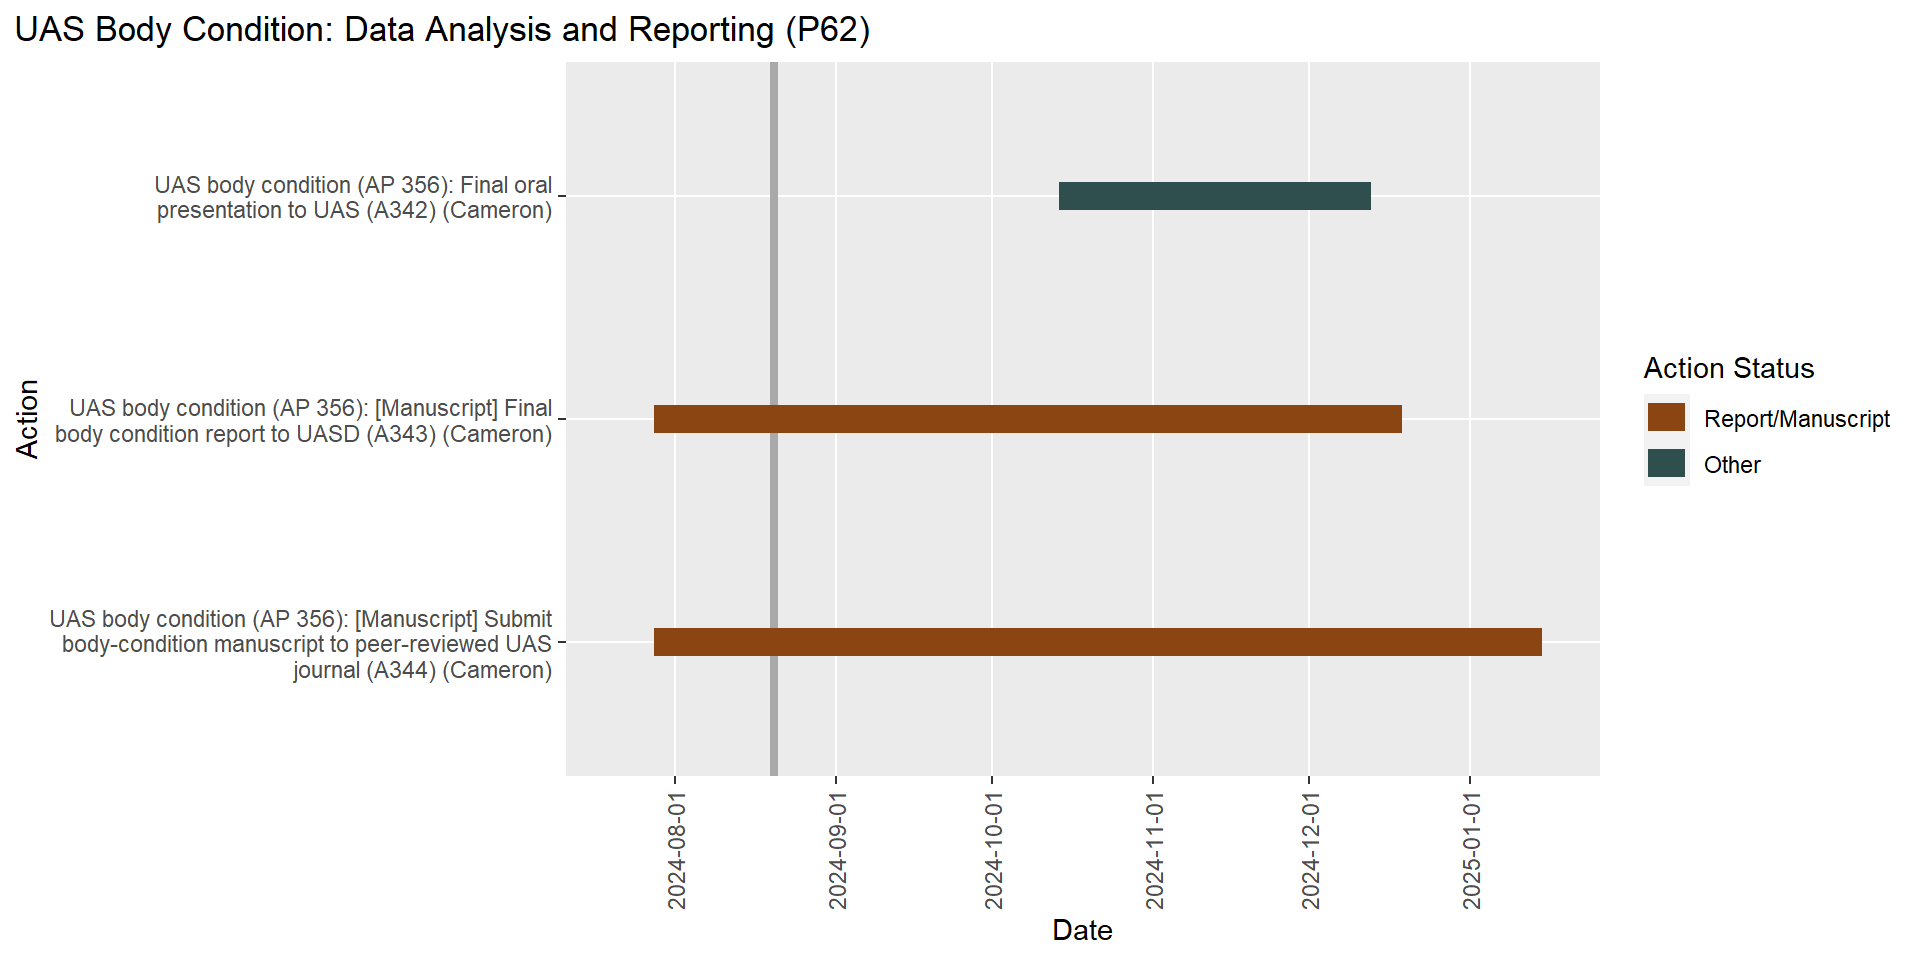 UAS Body Condition: Data Analysis and Reporting (P62)
Action
UAS body condition (AP 356): Final oral
presentation to UAS (A342) (Cameron)
UAS body condition (AP 356): [Manuscript] Final
body condition report to UASD (A343) (Cameron)
UAS body condition (AP 356): [Manuscript] Submit
body-condition manuscript to peer-reviewed UAS
journal (A344) (Cameron)
2024-08-01
2024-09-01
2024-10-01
2024-11-01
2024-12-01
2025-01-01
Date
Action Status
Report/Manuscript
Other